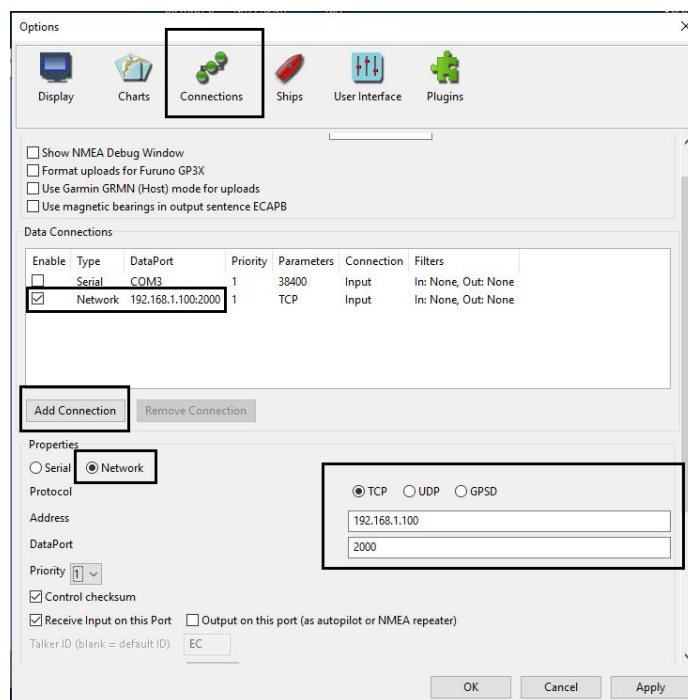 Options
Display Charts Connections Ships User Interface Plugins
Show NMEA Debug Window
Format uploads for Furuno GP3X
Use Garmin GRMN (Host) mode for uploads
Use magnetic bearings in output sentence ECAPB
Data Connections
Enable Type DataPort Priority Parameters Connection Filters
Serial COM3 1 38400 Input In: None, Out: None
Network 192.168.1.100:2000 1 TCP Input In: None, Out: None
Add Connection Remove Connection
Properties
Serial Network
Protocol TCP UDP GPSD
Address 192.168.1.100
DataPort 2000
Priority 1
Control checksum
Receive Input on this Port Output on this port (as autopilot or NMEA repeater)
Talker ID (blank = default ID) EC
OK Cancel Apply